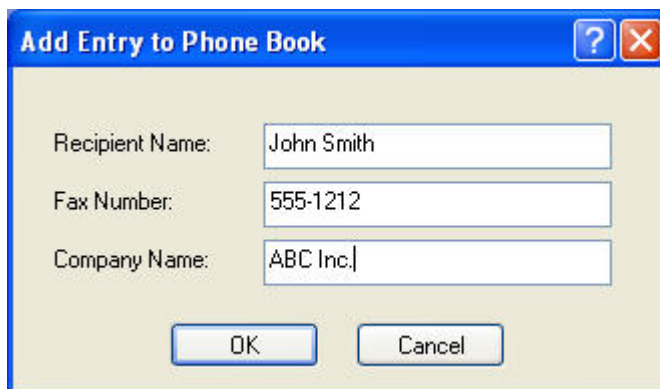 Add Entry to Phone Book ?
Recipient Name: John Smith
Fax Number: 555-1212
Company Name: ABC Inc.
OK Cancel